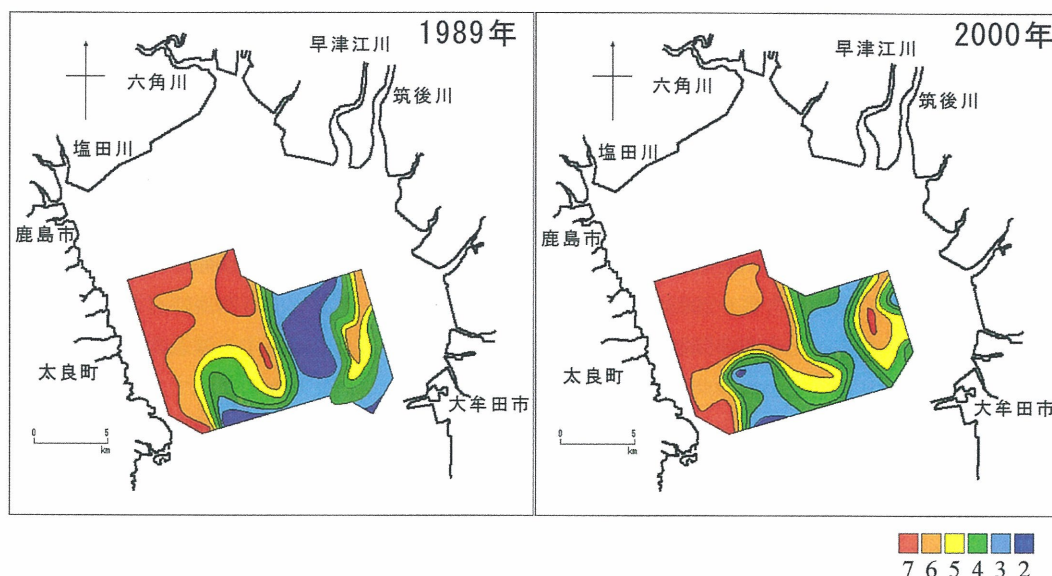 1989年
早津江川
六角川
筑後川
塩田川
鹿島市
太良町
大牟田市
0 5
km
2000年
早津江川
六角川
筑後川
塩田川
鹿島市
太良町
大牟田市
0 5
km
7 6 5 4 3 2